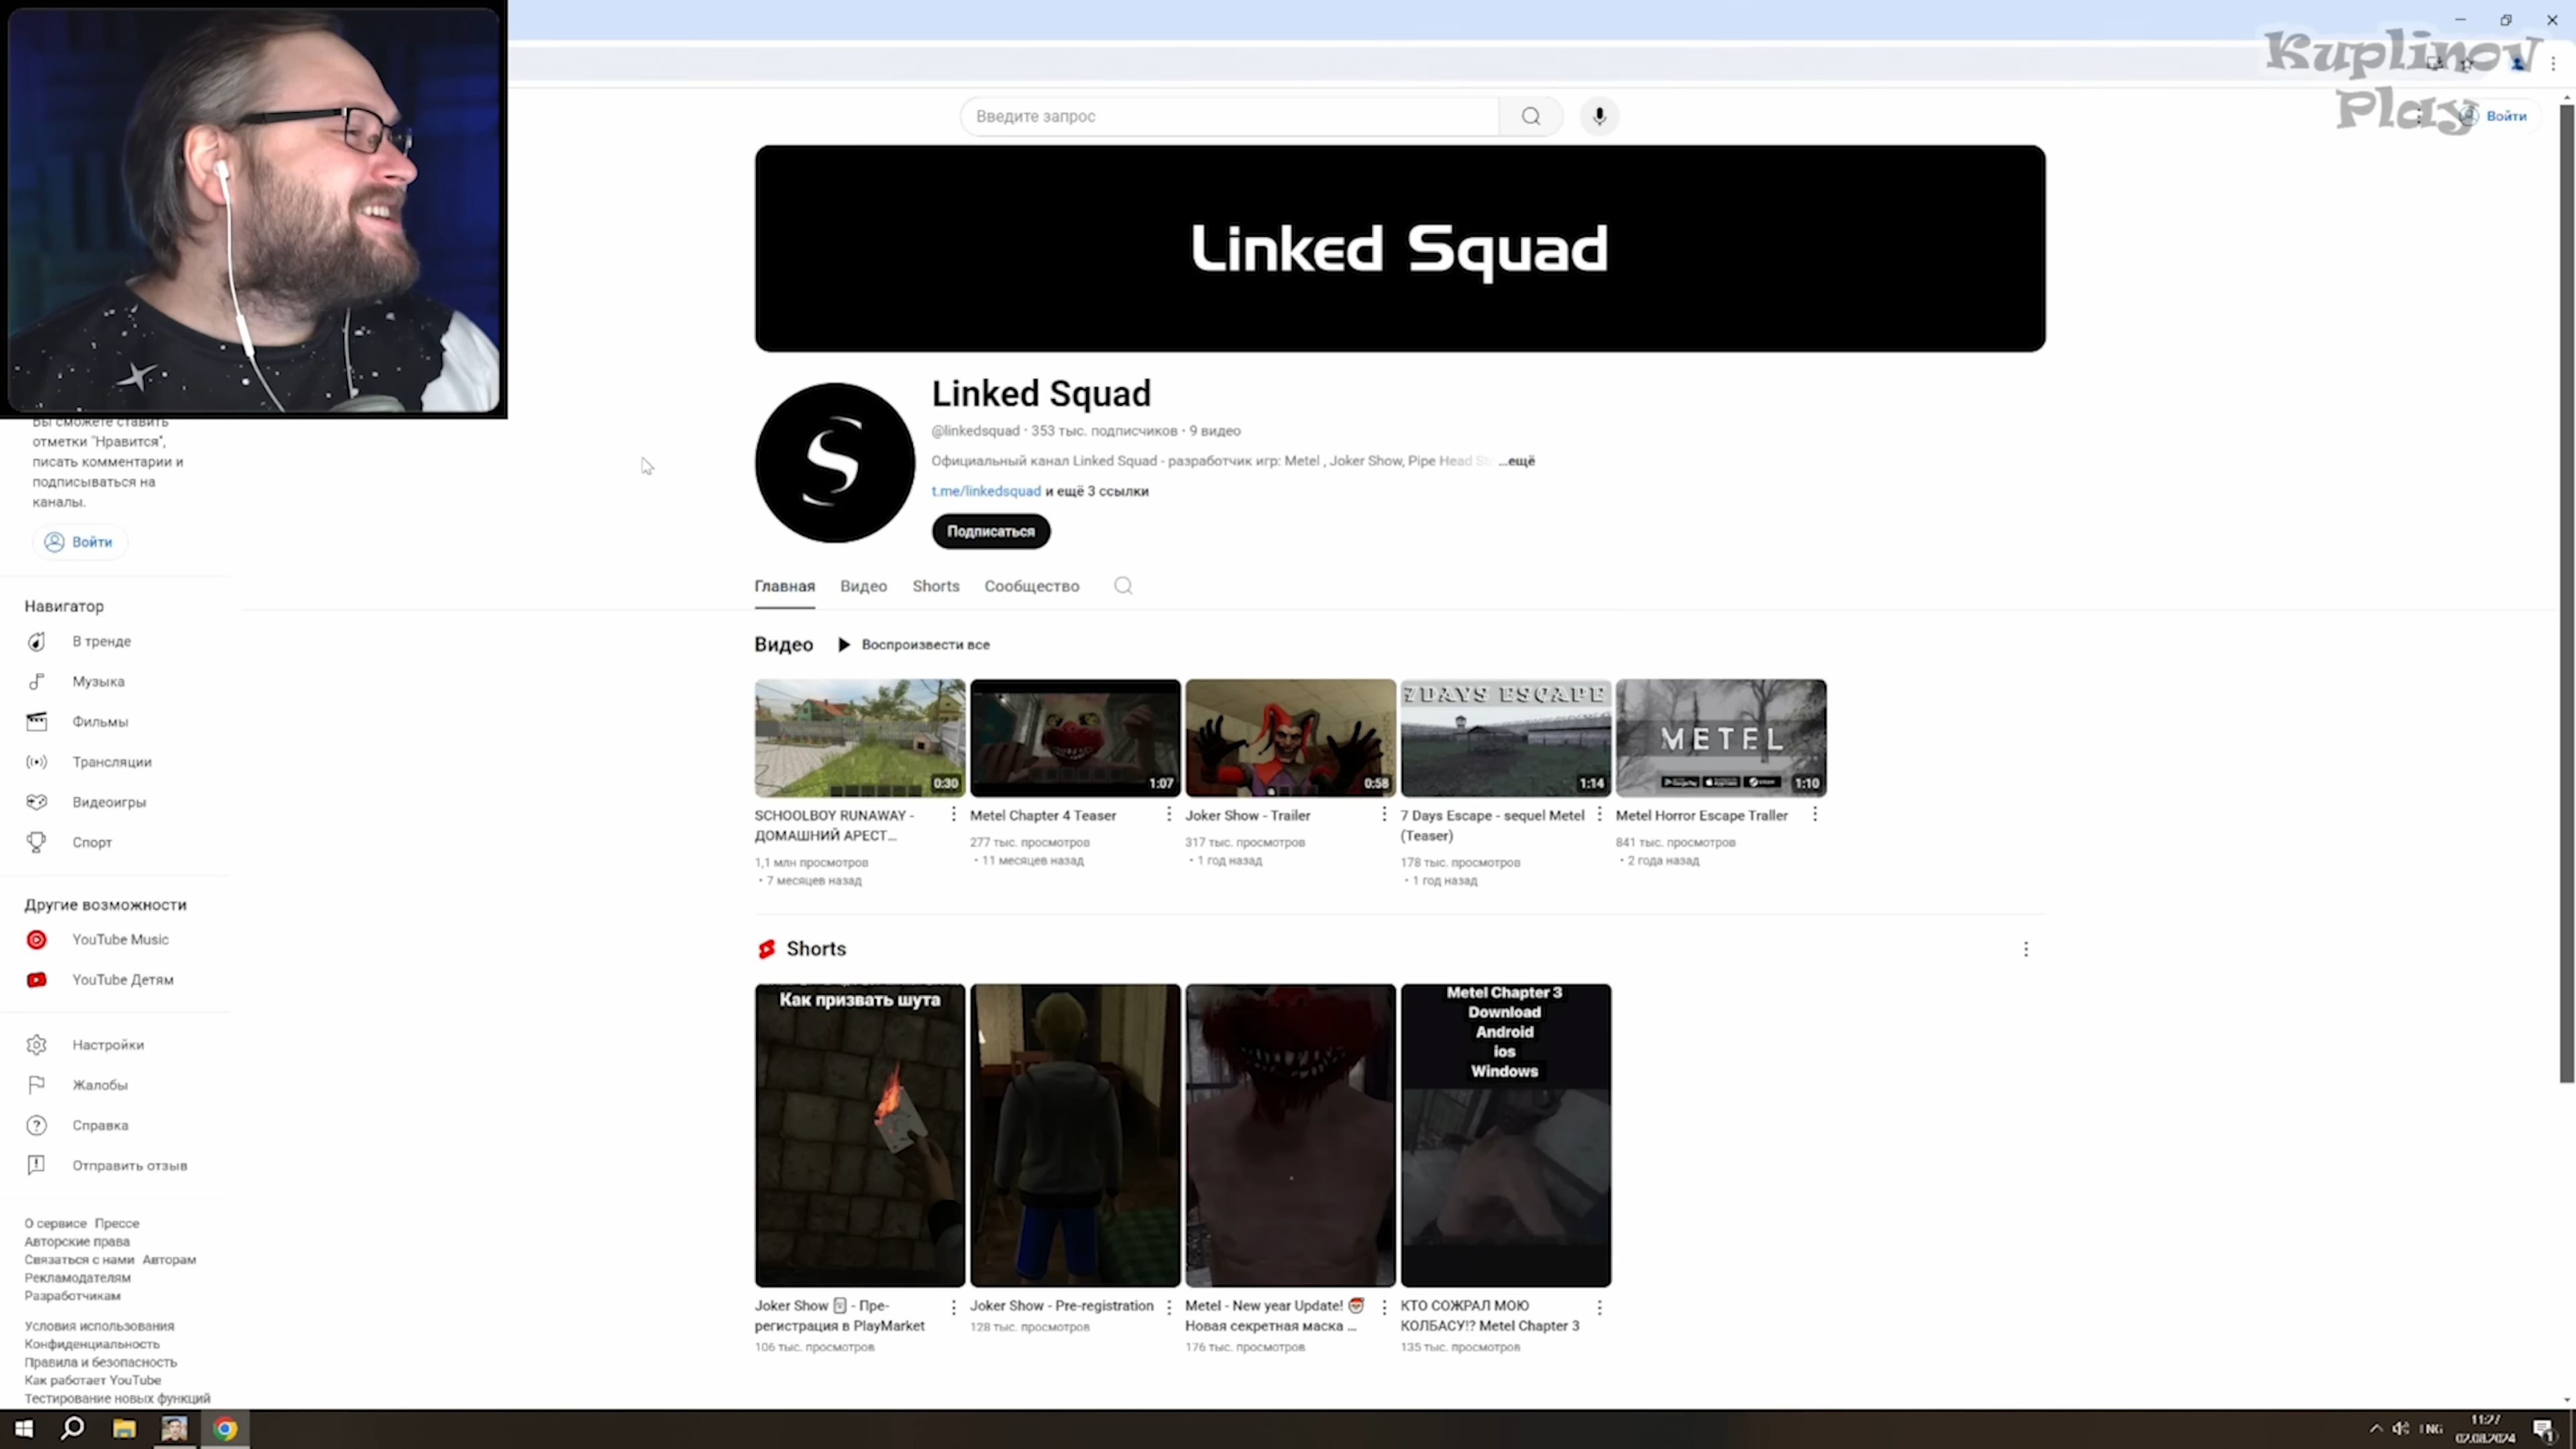 Kuplinov
Play
Введите запрос
Войти
Linked Squad
Linked Squad
@linkedsquad · 353 тыс. подписчиков · 9 видео
Официальный канал Linked Squad - разработчик игр: Metel , Joker Show, Pipe Head ...ещё
t.me/linkedsquad и ещё 3 ссылки
Подписаться
Вы сможете ставить
отметки "Нравится",
писать комментарии и
подписываться на
каналы.
Войти
Навигатор
В тренде
Музыка
Фильмы
Трансляции
Видеоигры
Спорт
Другие возможности
YouTube Music
YouTube Детям
Настройки
Жалобы
Справка
Отправить отзыв
О сервисе Прессе
Авторские права
Связаться с нами Авторам
Рекламодателям
Разработчикам
Условия использования
Конфиденциальность
Правила и безопасность
Как работает YouTube
Тестирование новых функций
Главная Видео Shorts Сообщество
Видео Воспроизвести все
0:30
SCHOOLBOY RUNAWAY -
ДОМАШНИЙ АРЕСТ...
1,1 млн просмотров
• 7 месяцев назад
1:07
Metel Chapter 4 Teaser
277 тыс. просмотров
• 11 месяцев назад
0:58
Joker Show - Trailer
317 тыс. просмотров
• 1 год назад
7 DAYS ESCAPE
1:14
7 Days Escape - sequel Metel
(Teaser)
178 тыс. просмотров
• 1 год назад
METEL
1:10
Metel Horror Escape Traller
841 тыс. просмотров
• 2 года назад
Shorts
Как призвать шута
Joker Show 🃏 - Пре-
регистрация в PlayMarket
106 тыс. просмотров
Joker Show - Pre-registration
128 тыс. просмотров
Metel - New year Update! 🎅
Новая секретная маска ...
176 тыс. просмотров
Metel Chapter 3
Download
Android
ios
Windows
КТО СОЖРАЛ МОЮ
КОЛБАСУ!? Metel Chapter 3
135 тыс. просмотров
ENG
11:27
02.08.2024
1